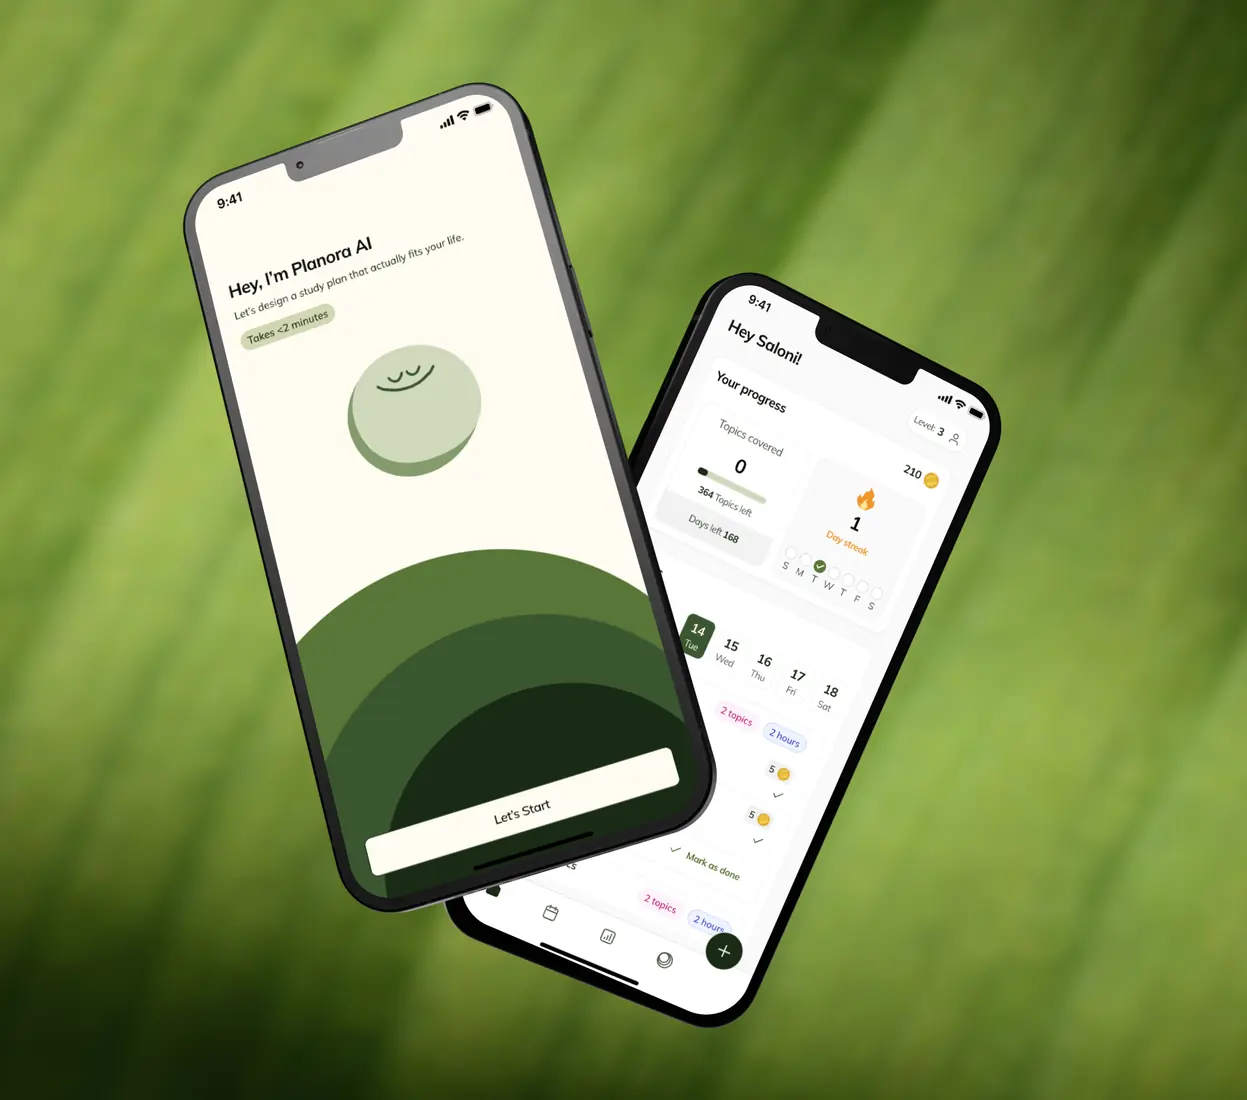 9:41
Hey, I'm Planora AI
Let's design a study plan that actually fits your life.
Takes <2 minutes
Let's Start
9:41
Hey Saloni!
Level: 3
Your progress
210
Topics covered
0
364 Topics left
Days left 168
1
Day streak
S M T W T F S
14 15 16 17 18
Tue Wed Thu Fri Sat
2 topics 2 hours
5
5
Mark as done
2 topics 2 hours